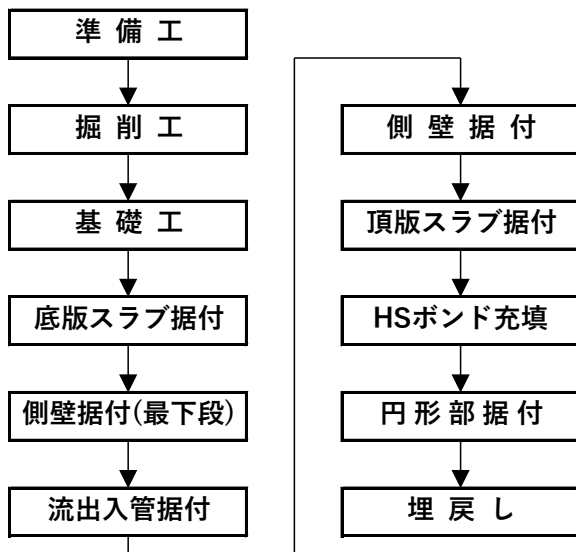 準備工
掘削工
基礎工
底版スラブ据付
側壁据付(最下段)
流出入管据付
側壁据付
頂版スラブ据付
HSボンド充填
円形部据付
埋戻し